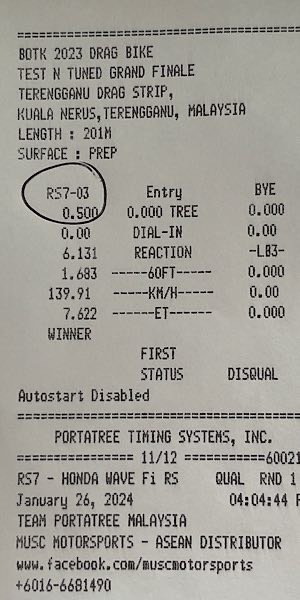 BOTK 2023 DRAG BIKE
TEST N TUNED GRAND FINALE
TERENGGANU DRAG STRIP,
KUALA NERUS, TERENGGANU, MALAYSIA
LENGTH : 201M
SURFACE : PREP
RS7-03 Entry BYE
0.500 0.000 TREE 0.000
0.00 DIAL-IN 0.00
6.131 REACTION -LB3-
1.683 ------60FT----- 0.000
139.91 -----KM/H----- 0.00
7.622 ------ET----- 0.000
WINNER
FIRST
STATUS DISQUAL
Autostart Disabled
PORTATREE TIMING SYSTEMS, INC.
================ 11/12 ===========60021
RS7 - HONDA WAVE Fi RS QUAL RND 1
January 26, 2024 04:04:44
TEAM PORTATREE MALAYSIA
MUSC MOTORSPORTS - ASEAN DISTRIBUTOR
www.facebook.com/muscmotorsports
+6016-6681490